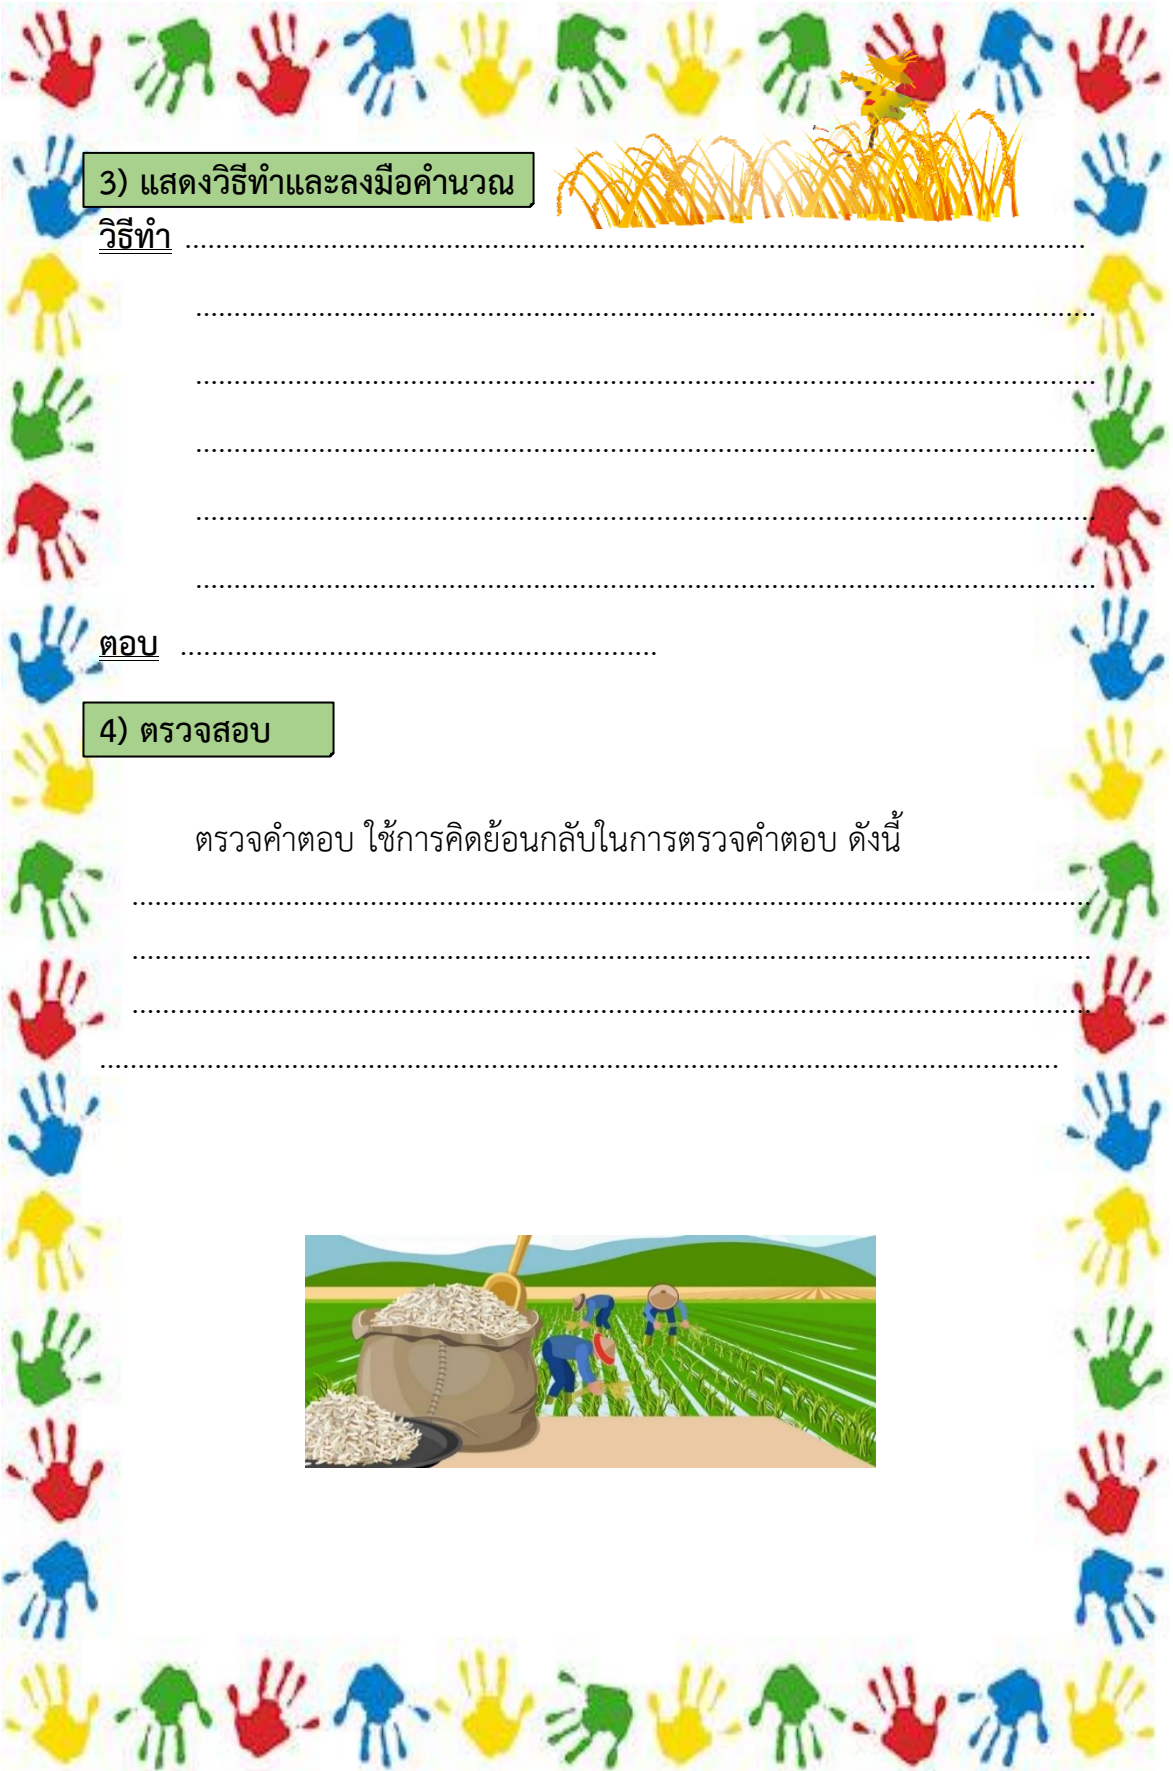 3) แสดงวิธีทำและลงมือคำนวณ
วิธีทำ ........................................................................................................................
........................................................................................................................
........................................................................................................................
........................................................................................................................
........................................................................................................................
........................................................................................................................
ตอบ ...............................................................
4) ตรวจสอบ
ตรวจคำตอบ ใช้การคิดย้อนกลับในการตรวจคำตอบ ดังนี้
...............................................................................................................................
...............................................................................................................................
...............................................................................................................................
...............................................................................................................................